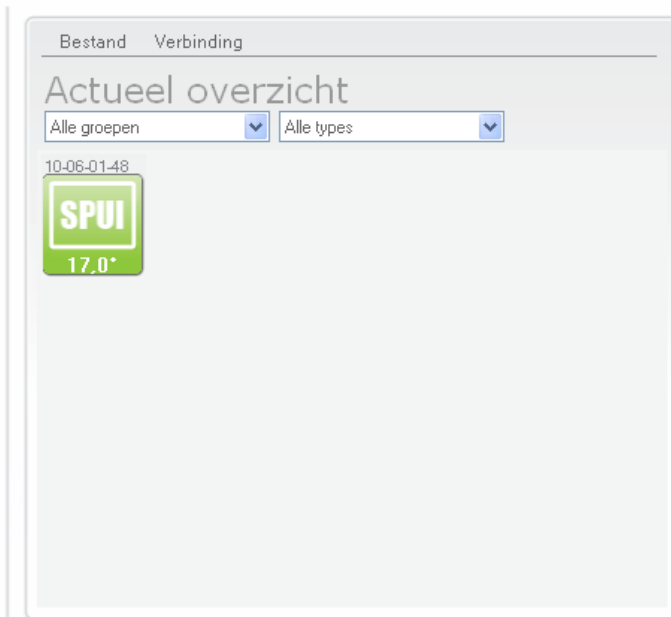 Bestand Verbinding
Actueel overzicht
Alle groepen Alle types
10-06-01-48
SPUI
17,0°